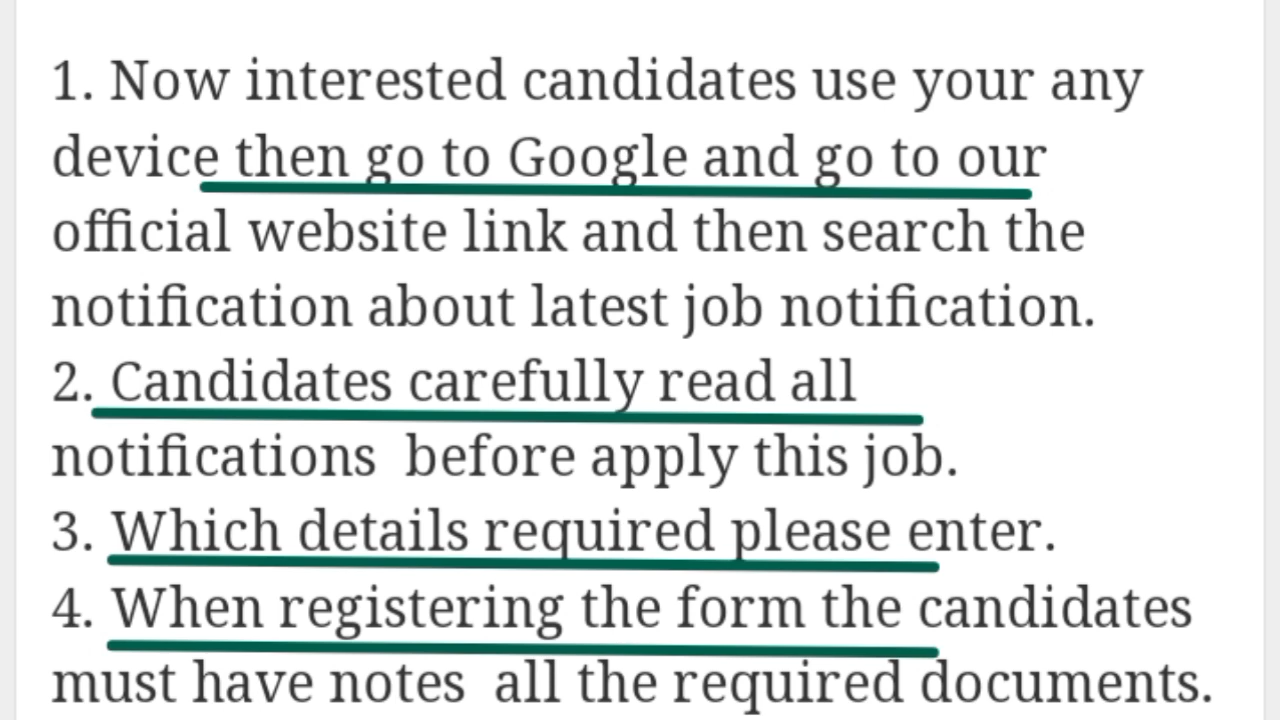 1. Now interested candidates use your any
device then go to Google and go to our
official website link and then search the
notification about latest job notification.
2. Candidates carefully read all
notifications  before apply this job.
3. Which details required please enter.
4. When registering the form the candidates
must have notes  all the required documents.